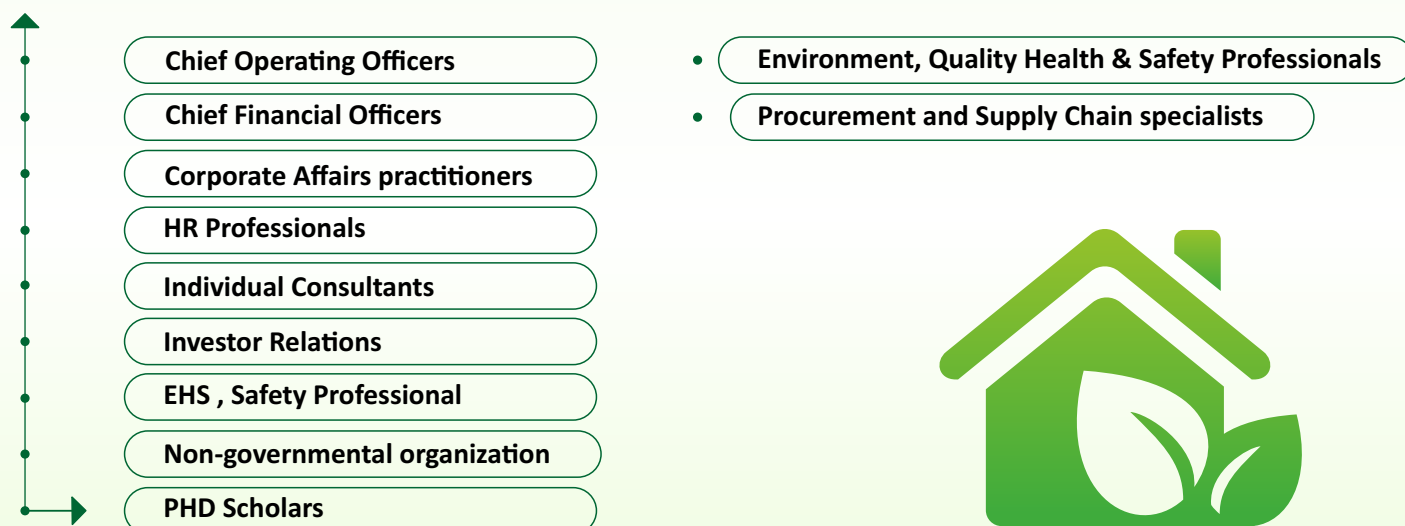 Chief Operating Officers
Chief Financial Officers
Corporate Affairs practitioners
HR Professionals
Individual Consultants
Investor Relations
EHS , Safety Professional
Non-governmental organization
PHD Scholars
Environment, Quality Health & Safety Professionals
Procurement and Supply Chain specialists